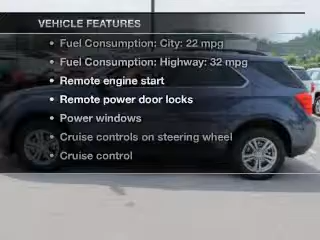 VEHICLE FEATURES
• Fuel Consumption: City: 22 mpg
• Fuel Consumption: Highway: 32 mpg
• Remote engine start
• Remote power door locks
• Power windows
• Cruise controls on steering wheel
• Cruise control